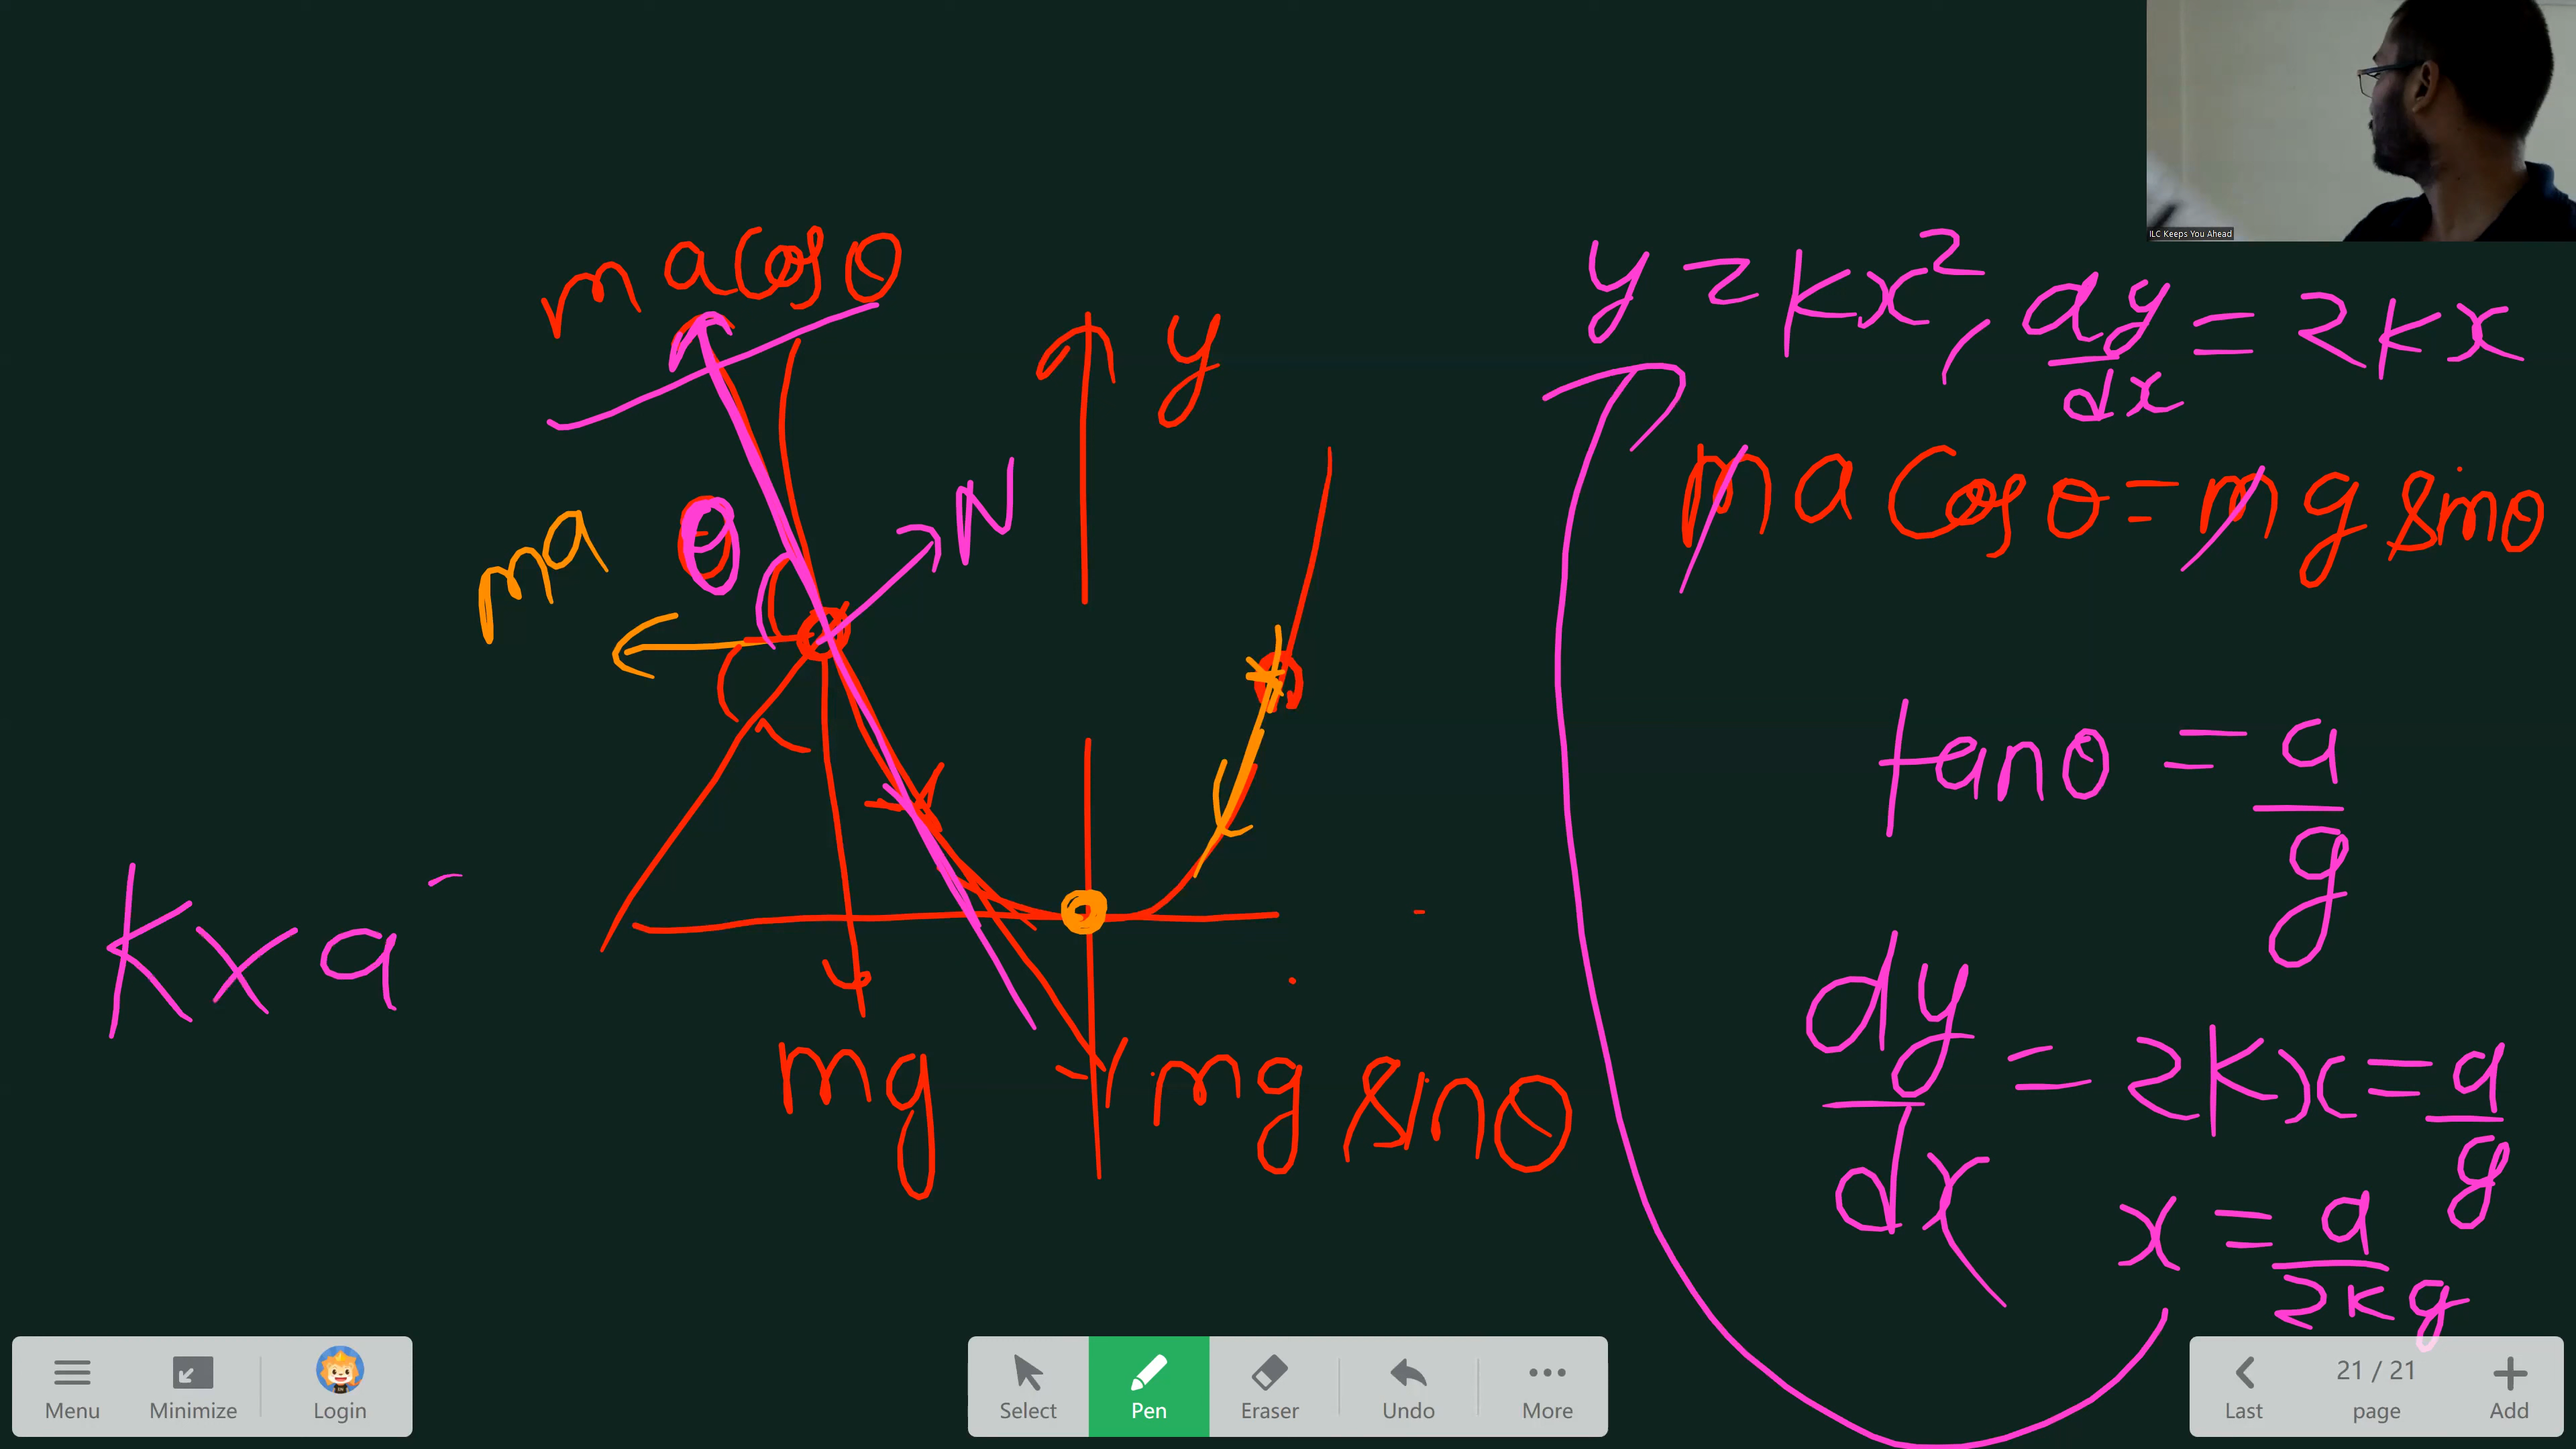 ILC Keeps You Ahead
y = kx², dy/dx = 2kx
ma cosθ
y
ma cosθ = mg sinθ
N
θ
ma
tanθ = a/g
k x a
dy/dx = 2kx = a/g
mg
mg sinθ
x = a/2kg
Menu Minimize Login
Select Pen Eraser Undo More
Last 21 / 21 page Add